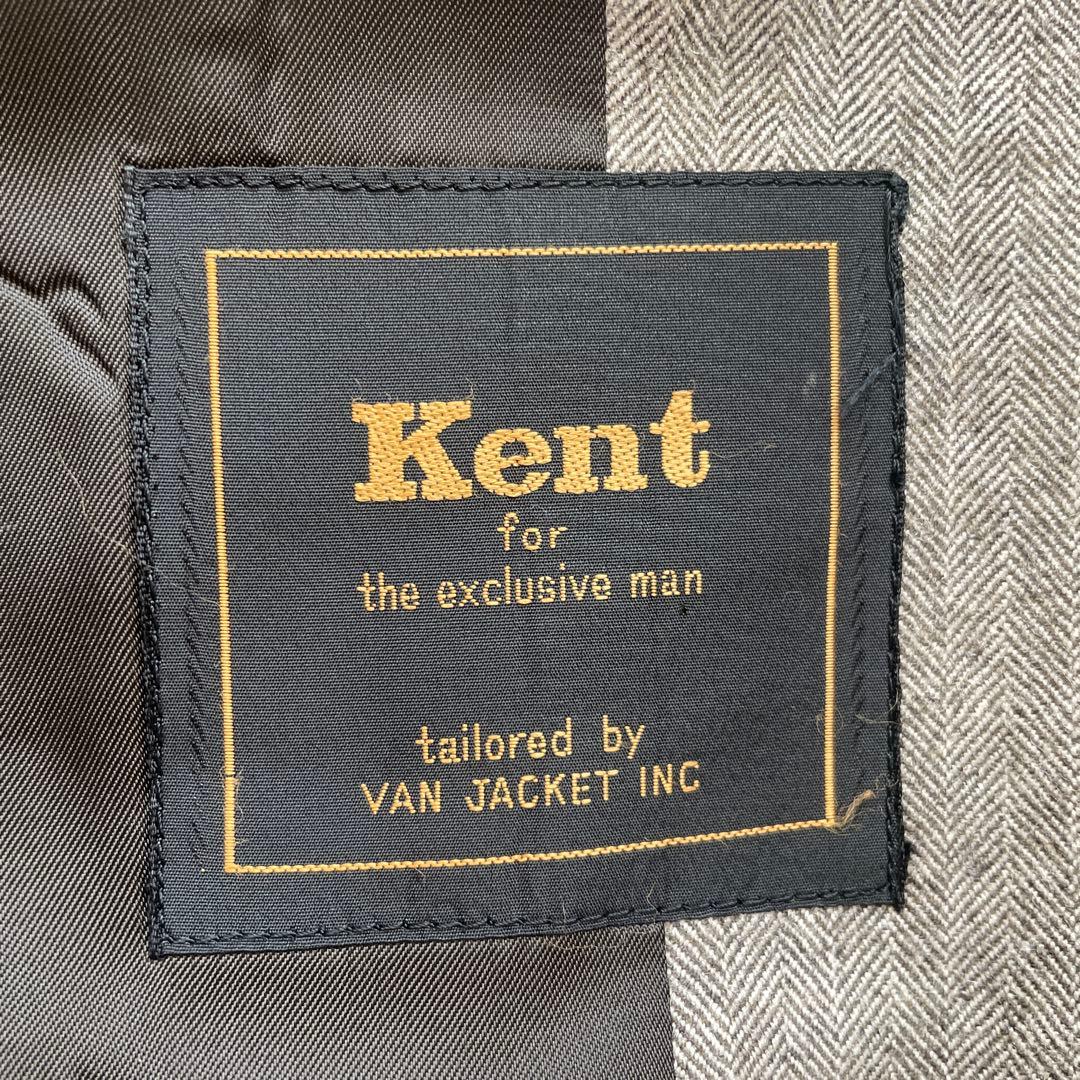 Kent
for
the exclusive man
tailored by
VAN JACKET INC